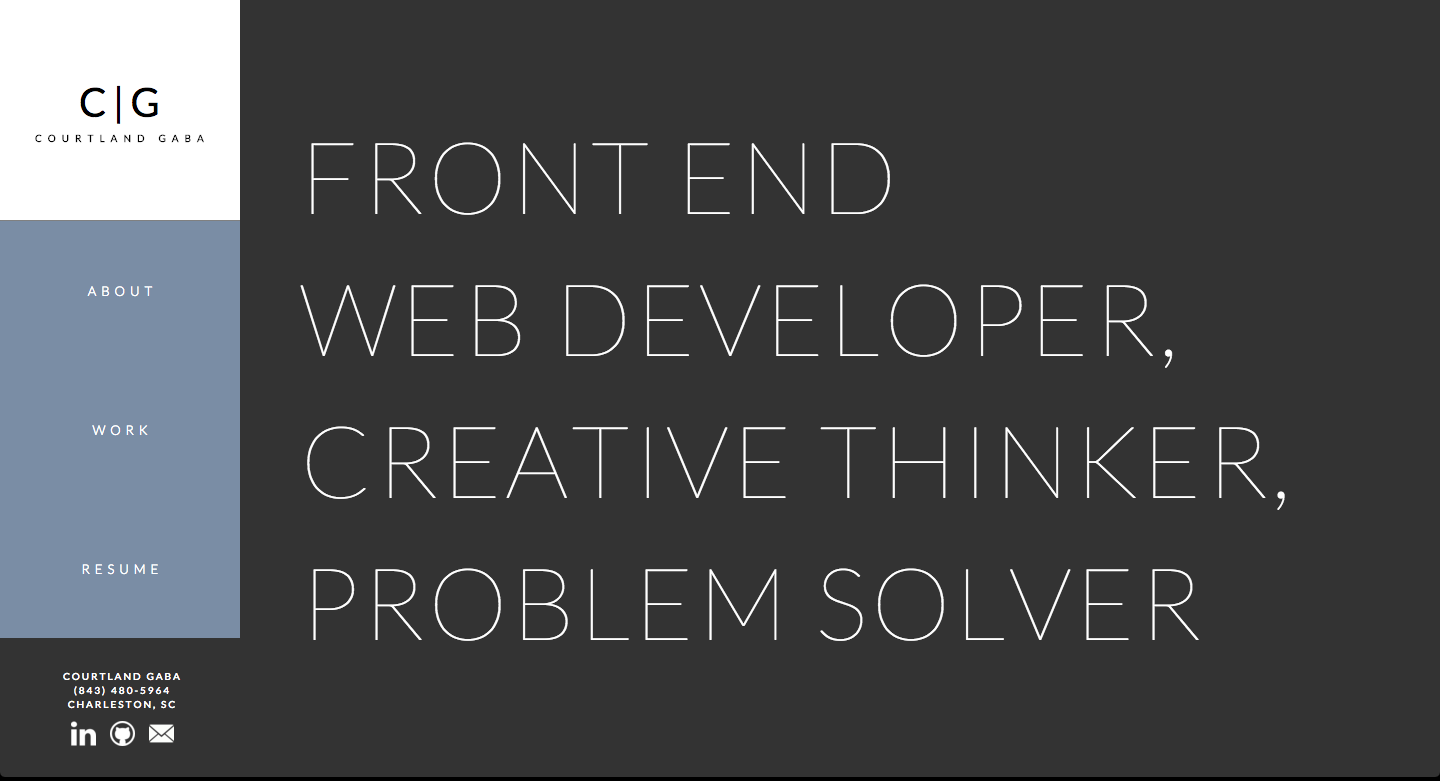 C|G
COURTLAND GABA
ABOUT
WORK
RESUME
COURTLAND GABA
(843) 480-5964
CHARLESTON, SC
in
FRONT END
WEB DEVELOPER,
CREATIVE THINKER,
PROBLEM SOLVER